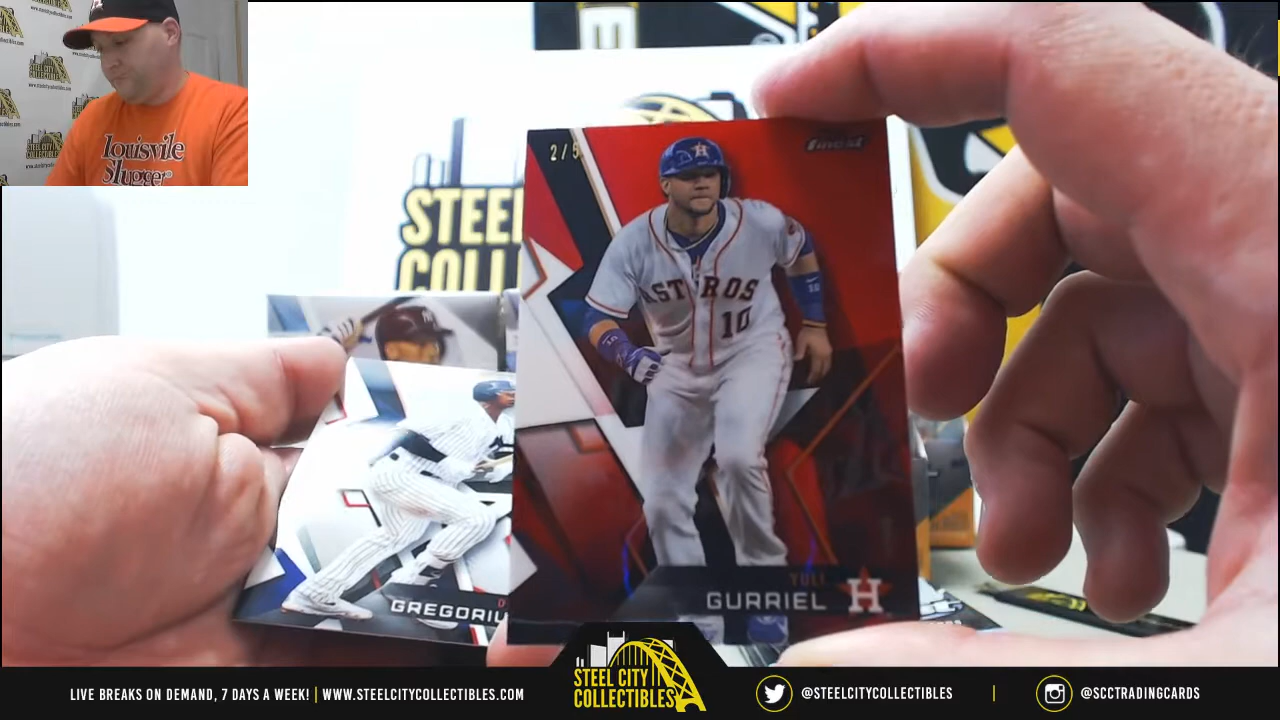 Louisville
Slugger®
STEEL
COLL
2/5
finest
H
ASTROS
10
YULI
GURRIEL
H
GREGORIU
STEEL CITY
COLLECTIBLES
LIVE BREAKS ON DEMAND, 7 DAYS A WEEK! | WWW.STEELCITYCOLLECTIBLES.COM
@STEELCITYCOLLECTIBLES | @SCCTRADINGCARDS